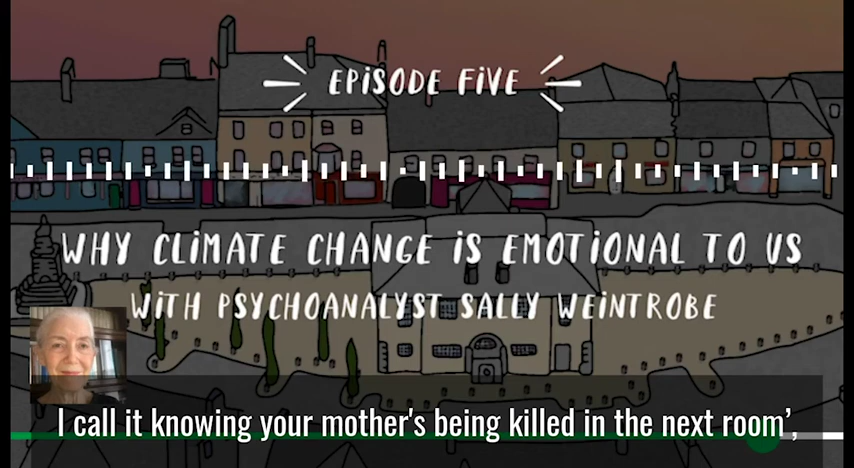 EPiSODE FiVE
WHY CLiMATE CHANGE iS EMOTiONAL TO US
WiTH PSYCHOANALYST SALLY WEiNTROBE
I call it knowing your mother's being killed in the next room’,